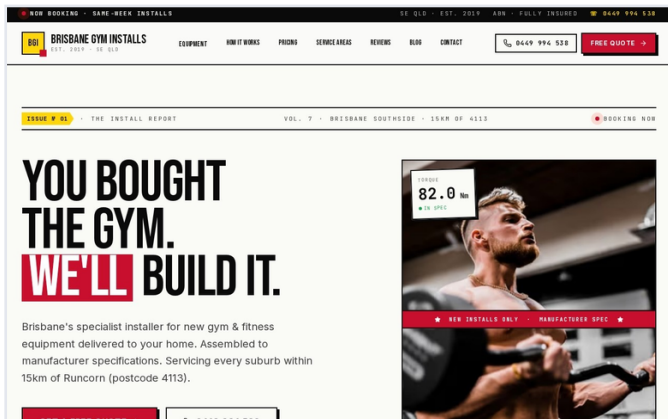 NOW BOOKING · SAME-WEEK INSTALLS
SE QLD · EST. 2019 ABN · FULLY INSURED ☎ 0449 994 538
BGI
BRISBANE GYM INSTALLS
EST. 2019 · SE QLD
EQUIPMENT HOW IT WORKS PRICING SERVICE AREAS REVIEWS BLOG CONTACT
0449 994 538
FREE QUOTE →
ISSUE № 01 · THE INSTALL REPORT
VOL. 7 · BRISBANE SOUTHSIDE · 15KM OF 4113
BOOKING NOW
YOU BOUGHT
THE GYM.
WE'LL BUILD IT.
Brisbane's specialist installer for new gym & fitness
equipment delivered to your home. Assembled to
manufacturer specifications. Servicing every suburb within
15km of Runcorn (postcode 4113).
TORQUE
82.0 Nm
IN SPEC
★ NEW INSTALLS ONLY · MANUFACTURER SPEC ★